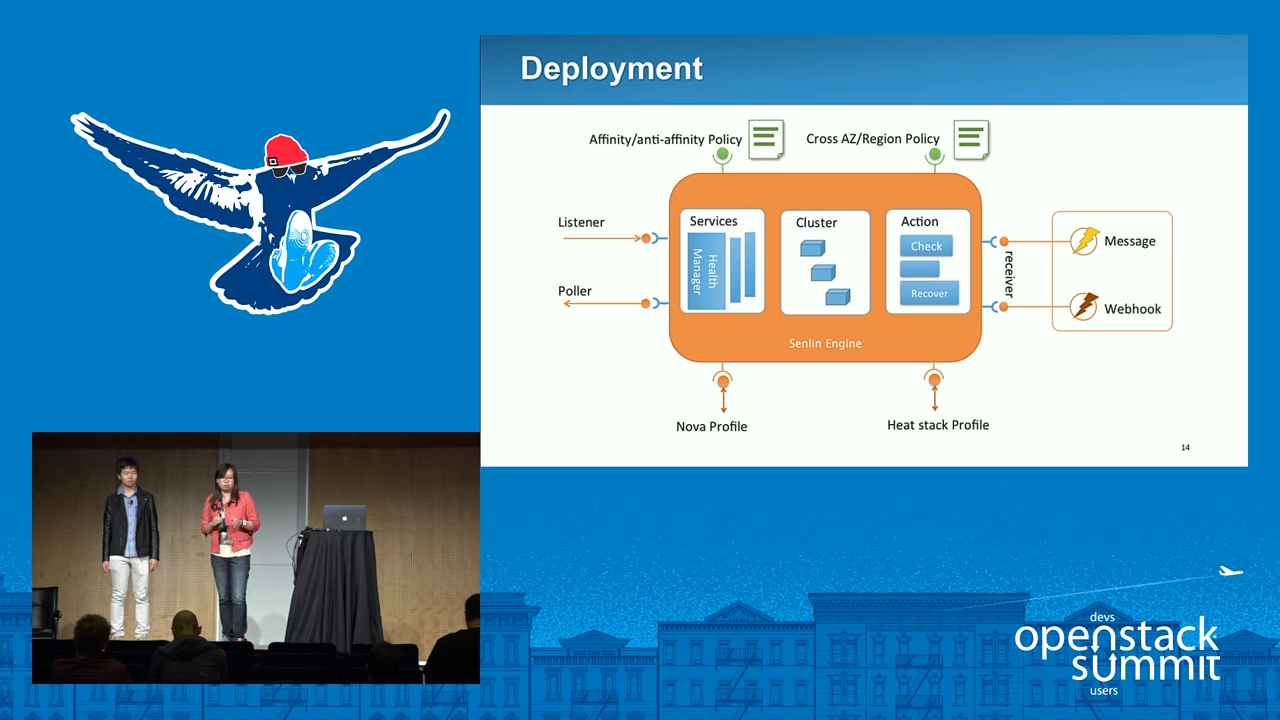 Deployment
Affinity/anti-affinity Policy
Cross AZ/Region Policy
Listener
Poller
Services
Health
Manager
Cluster
Action
Check
Recover
Senlin Engine
receiver
Message
Webhook
Nova Profile
Heat stack Profile
14
devs
openstack
summit
users